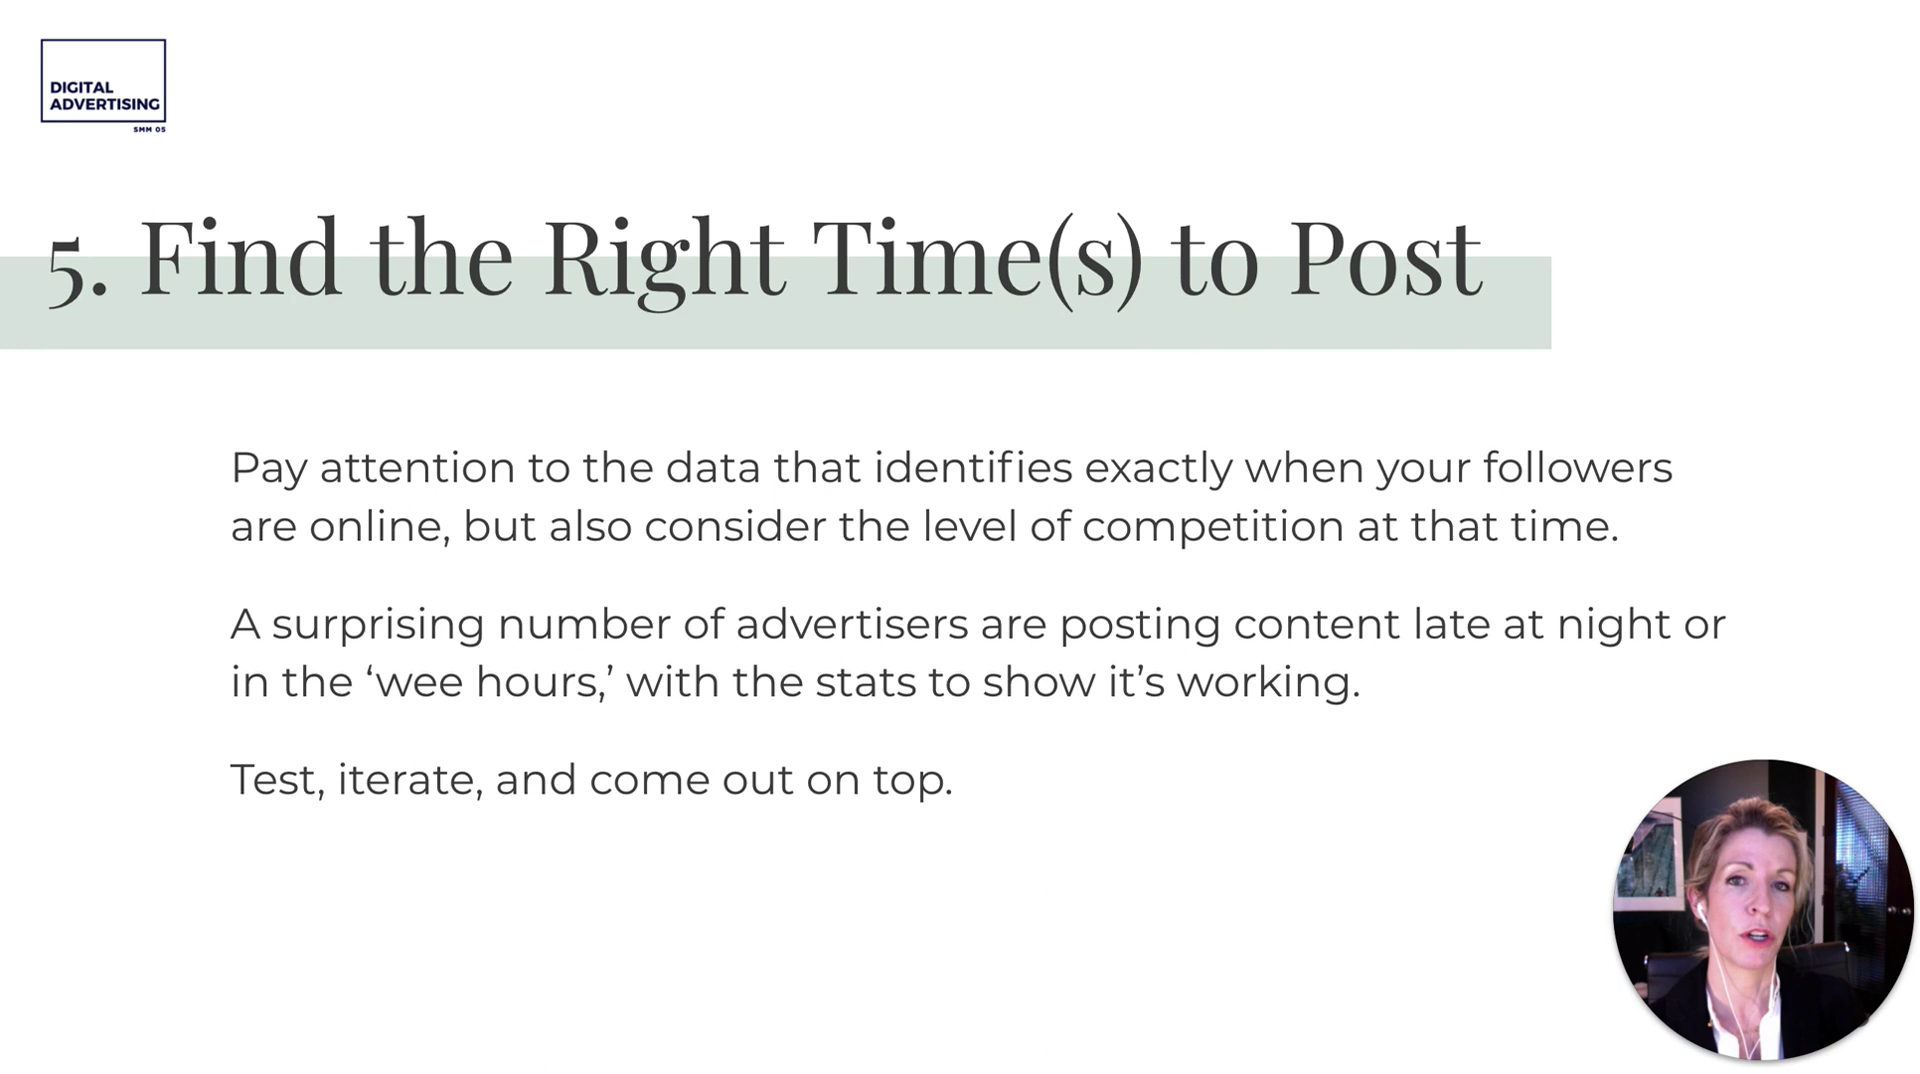 DIGITAL
ADVERTISING
SMM 05
5. Find the Right Time(s) to Post
Pay attention to the data that identifies exactly when your followers
are online, but also consider the level of competition at that time.
A surprising number of advertisers are posting content late at night or
in the ‘wee hours,’ with the stats to show it’s working.
Test, iterate, and come out on top.